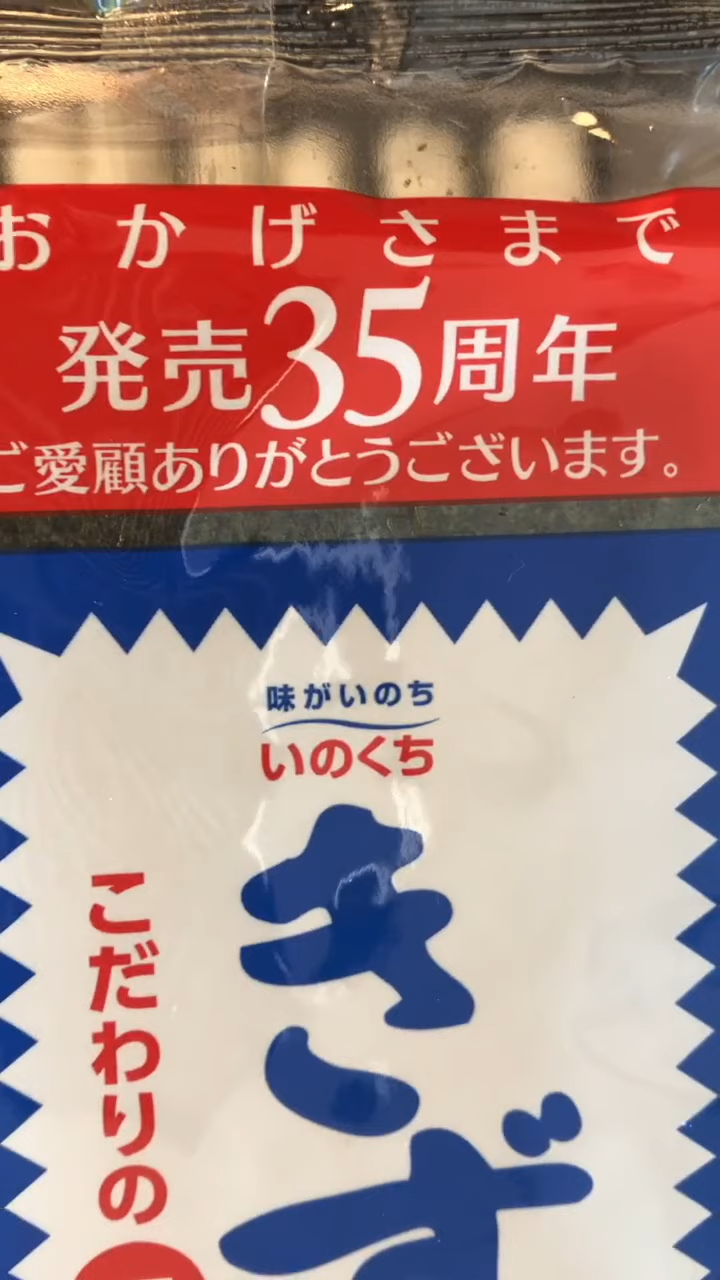 おかげさまで
発売35周年
ご愛顧ありがとうございます。
味がいのち
いのくち
きず
こだわりの